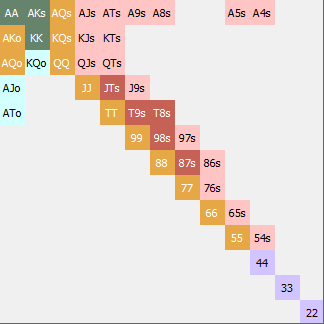 AA AKs AQs AJs ATs A9s A8s A5s A4s
AKo KK KQs KJs KTs
AQo KQo QQ QJs QTs
AJo JJ JTs J9s
ATo TT T9s T8s
99 98s 97s
88 87s 86s
77 76s
66 65s
55 54s
44
33
22